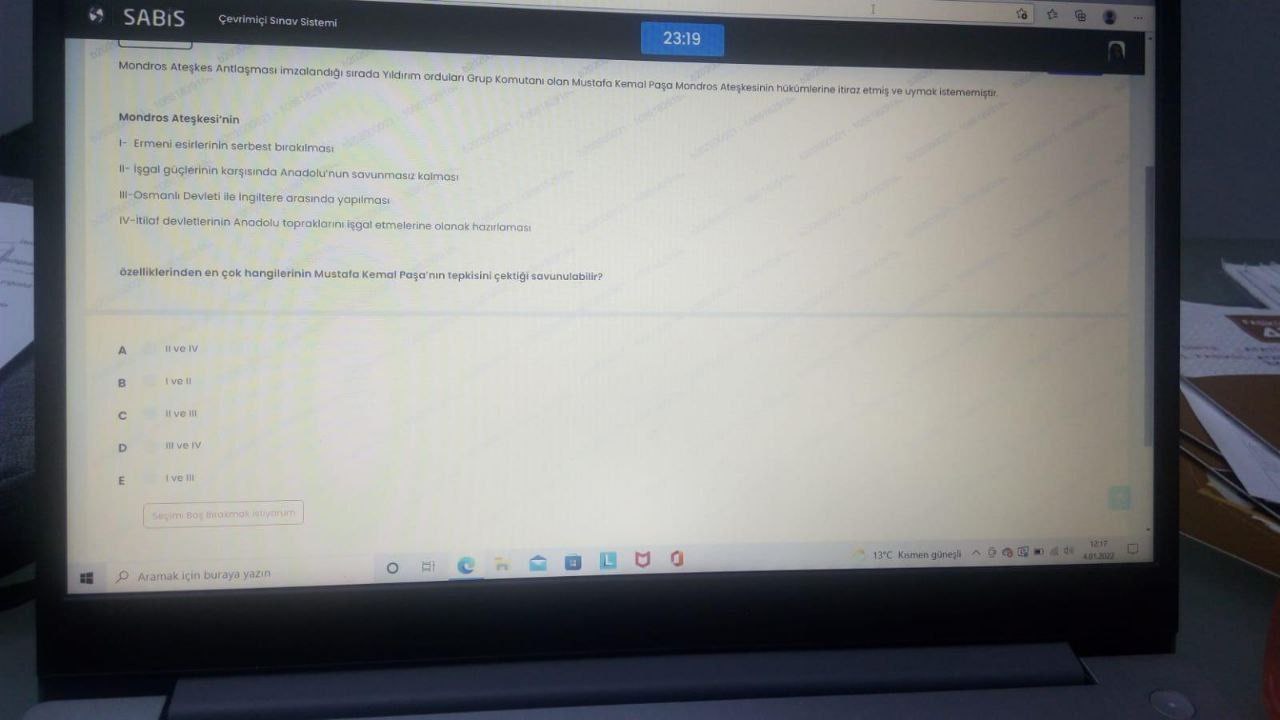 SABİS
Çevrimiçi Sınav Sistemi
23:19
Mondros Ateşkes Antlaşması imzalandığı sırada Yıldırım orduları Grup Komutanı olan Mustafa Kemal Paşa Mondros Ateşkesinin hükümlerine itiraz etmiş ve uymak istememiştir.
Mondros Ateşkesi'nin
I- Ermeni esirlerinin serbest bırakılması
II- İşgal güçlerinin karşısında Anadolu'nun savunmasız kalması
III-Osmanlı Devleti ile İngiltere arasında yapılması
IV-İtilaf devletlerinin Anadolu topraklarını işgal etmelerine olanak hazırlaması
özelliklerinden en çok hangilerinin Mustafa Kemal Paşa'nın tepkisini çektiği savunulabilir?
A II ve IV
B I ve II
C II ve III
D III ve IV
E I ve III
Seçimi Boş Bırakmak İstiyorum
Aramak için buraya yazın
13°C Kısmen güneşli
12:17
4.01.2022